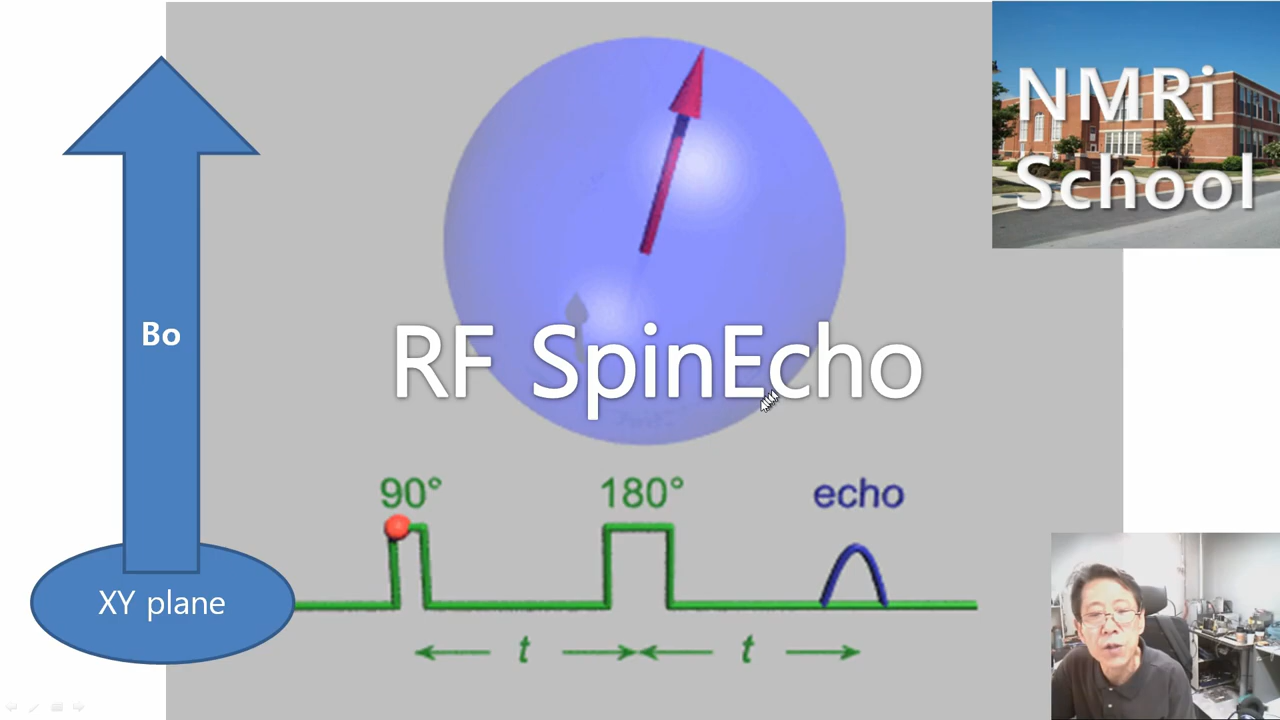 NMRi
School
Bo
RF SpinEcho
90° 180° echo
XY plane
t t